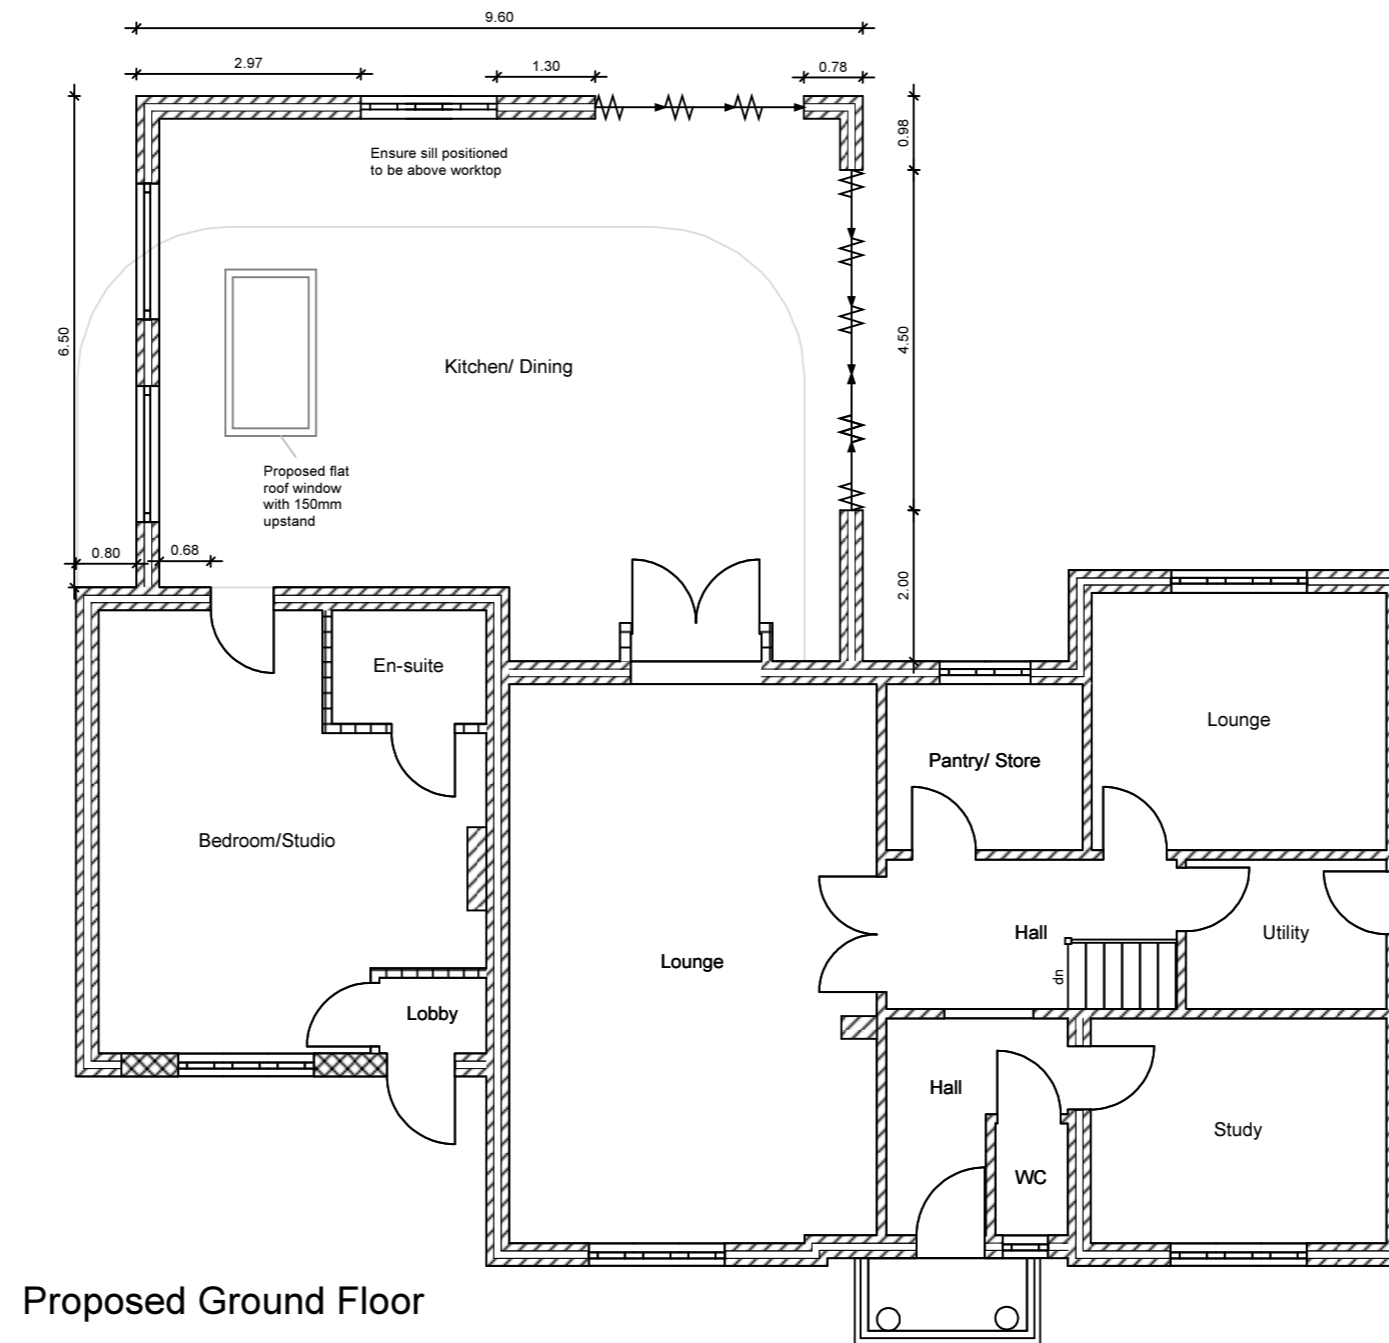 9.60
2.97
1.30
0.78
0.98
Ensure sill positioned
to be above worktop
6.50
4.50
Kitchen/ Dining
Proposed flat
roof window
with 150mm
upstand
0.80
0.68
2.00
En-suite
Lounge
Pantry/ Store
Bedroom/Studio
Hall
Utility
Lounge
dn
Lobby
Hall
Study
WC
Proposed Ground Floor